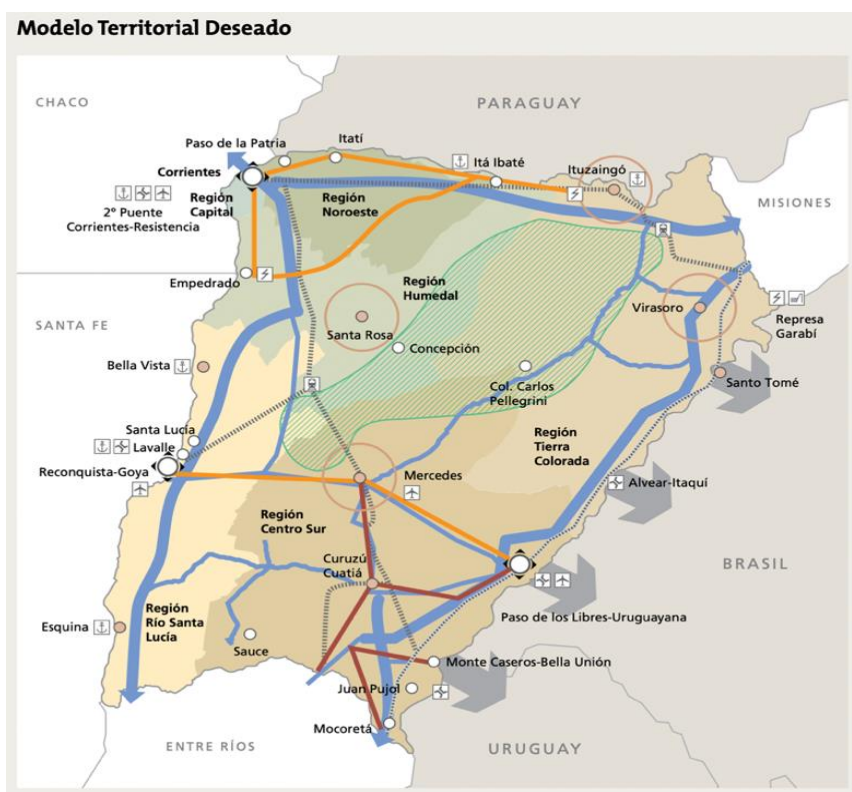 Modelo Territorial Deseado
CHACO
PARAGUAY
Paso de la Patria
Itatí
Corrientes
Itá Ibaté
Ituzaingó
Región
Capital
Región
Noroeste
2º Puente
Corrientes-Resistencia
MISIONES
Empedrado
Región
Humedal
SANTA FE
Santa Rosa
Concepción
Virasoro
Represa
Garabí
Bella Vista
Col. Carlos
Pellegrini
Santo Tomé
Santa Lucía
Lavalle
Reconquista-Goya
Región
Tierra
Colorada
Mercedes
Alvear-Itaquí
Región
Centro Sur
Curuzú
Cuatiá
BRASIL
Paso de los Libres-Uruguayana
Esquina
Región
Río Santa
Lucía
Sauce
Monte Caseros-Bella Unión
Juan Pujol
Mocoretá
ENTRE RÍOS
URUGUAY